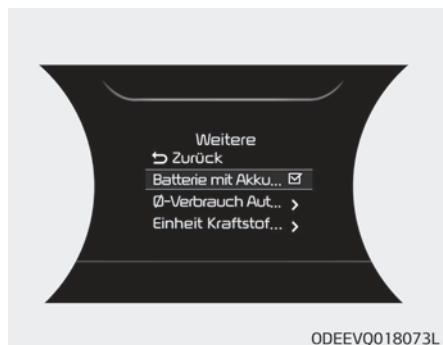 Weitere
Zurück
Batterie mit Akku...
Ø-Verbrauch Aut...
Einheit Kraftstof...
ODEEVQ018073L